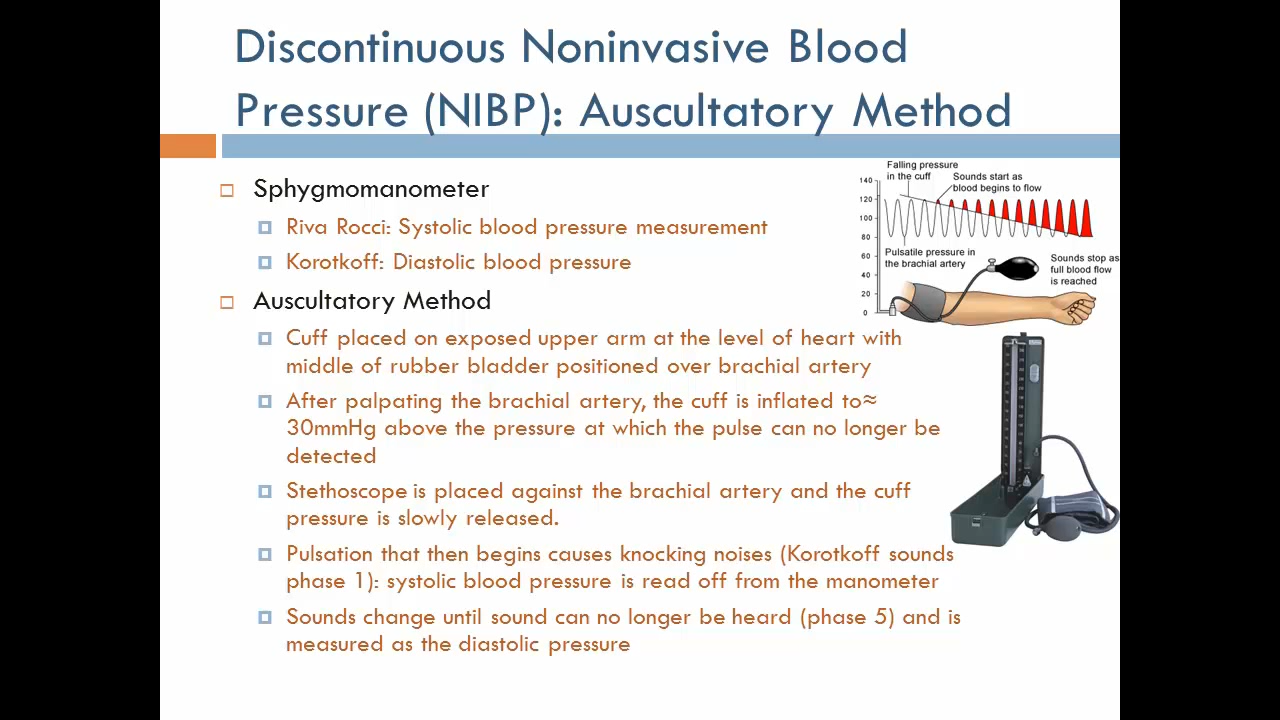 Discontinuous Noninvasive Blood
Pressure (NIBP): Auscultatory Method
Sphygmomanometer
Riva Rocci: Systolic blood pressure measurement
Korotkoff: Diastolic blood pressure
Auscultatory Method
Cuff placed on exposed upper arm at the level of heart with
middle of rubber bladder positioned over brachial artery
After palpating the brachial artery, the cuff is inflated to≈
30mmHg above the pressure at which the pulse can no longer be
detected
Stethoscope is placed against the brachial artery and the cuff
pressure is slowly released.
Pulsation that then begins causes knocking noises (Korotkoff sounds
phase 1): systolic blood pressure is read off from the manometer
Sounds change until sound can no longer be heard (phase 5) and is
measured as the diastolic pressure
Falling pressure
in the cuff
Sounds start as
blood begins to flow
140
120
100
80
60
40
20
0
Pulsatile pressure in
the brachial artery
Sounds stop as
full blood flow
is reached